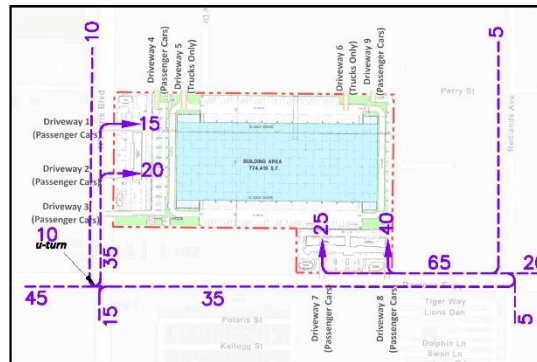 10
Driveway 4
(Passenger Cars)
Driveway 5
(Trucks Only)
Driveway 6
(Trucks Only)
Driveway 9
(Passenger Cars)
5
Perry St
Redlands Ave
Driveway 1
(Passenger Cars)
15
Driveway 2
(Passenger Cars)
20
BUILDING AREA
774,419 S.F.
Driveway 3
(Passenger Cars)
10
u-turn
35
25
40
65
20
45
35
15
5
Driveway 7
(Passenger Cars)
Driveway 8
(Passenger Cars)
Polaris St
Kellogg St
Tiger Way
Lions Den
Dolphin Ln
Swan Ln